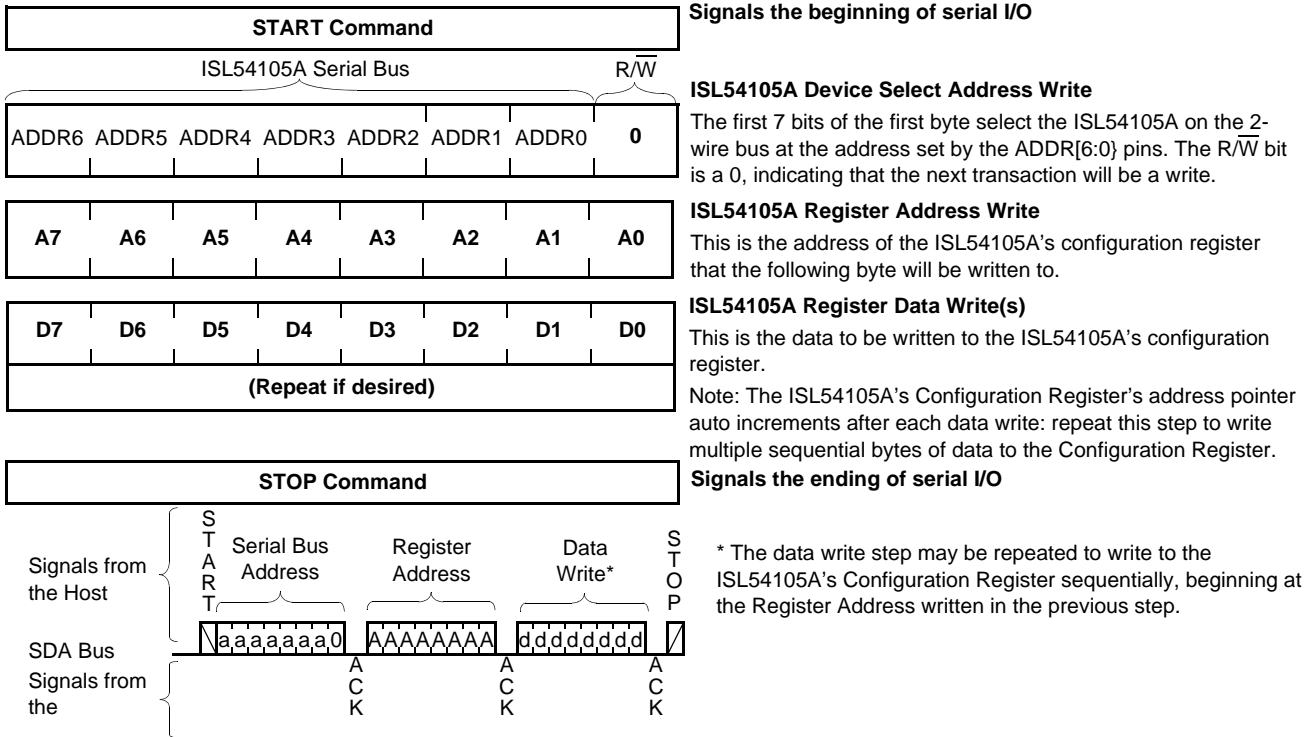 START Command
Signals the beginning of serial I/O
ISL54105A Serial Bus
R/W̅
ISL54105A Device Select Address Write
ADDR6 ADDR5 ADDR4 ADDR3 ADDR2 ADDR1 ADDR0 0
The first 7 bits of the first byte select the ISL54105A on the 2-
wire bus at the address set by the ADDR[6:0} pins. The R/W̅ bit
is a 0, indicating that the next transaction will be a write.
A7 A6 A5 A4 A3 A2 A1 A0
ISL54105A Register Address Write
This is the address of the ISL54105A’s configuration register
that the following byte will be written to.
D7 D6 D5 D4 D3 D2 D1 D0
(Repeat if desired)
ISL54105A Register Data Write(s)
This is the data to be written to the ISL54105A’s configuration
register.
Note: The ISL54105A’s Configuration Register’s address pointer
auto increments after each data write: repeat this step to write
multiple sequential bytes of data to the Configuration Register.
STOP Command
Signals the ending of serial I/O
Signals from
the Host
START
Serial Bus
Address
Register
Address
Data
Write*
STOP
* The data write step may be repeated to write to the
ISL54105A’s Configuration Register sequentially, beginning at
the Register Address written in the previous step.
SDA Bus
a a a a a a a 0 A A A A A A A A d d d d d d d d
Signals from
the
ACK ACK ACK